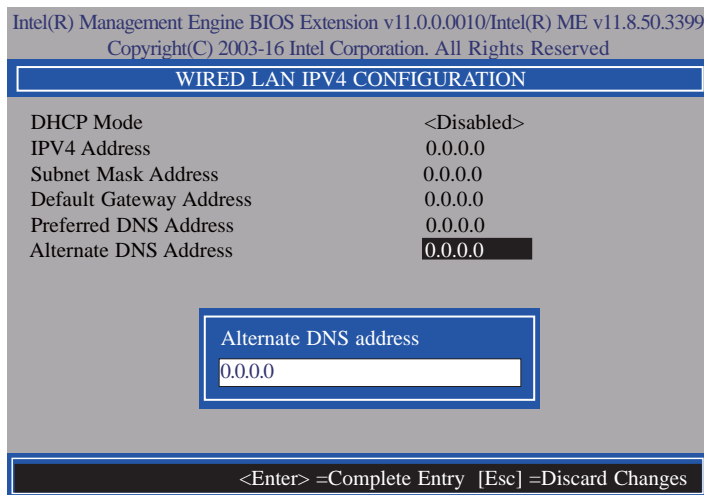 Intel(R) Management Engine BIOS Extension v11.0.0.0010/Intel(R) ME v11.8.50.3399
Copyright(C) 2003-16 Intel Corporation. All Rights Reserved
WIRED LAN IPV4 CONFIGURATION
DHCP Mode <Disabled>
IPV4 Address 0.0.0.0
Subnet Mask Address 0.0.0.0
Default Gateway Address 0.0.0.0
Preferred DNS Address 0.0.0.0
Alternate DNS Address 0.0.0.0
Alternate DNS address
0.0.0.0
<Enter> =Complete Entry [Esc] =Discard Changes